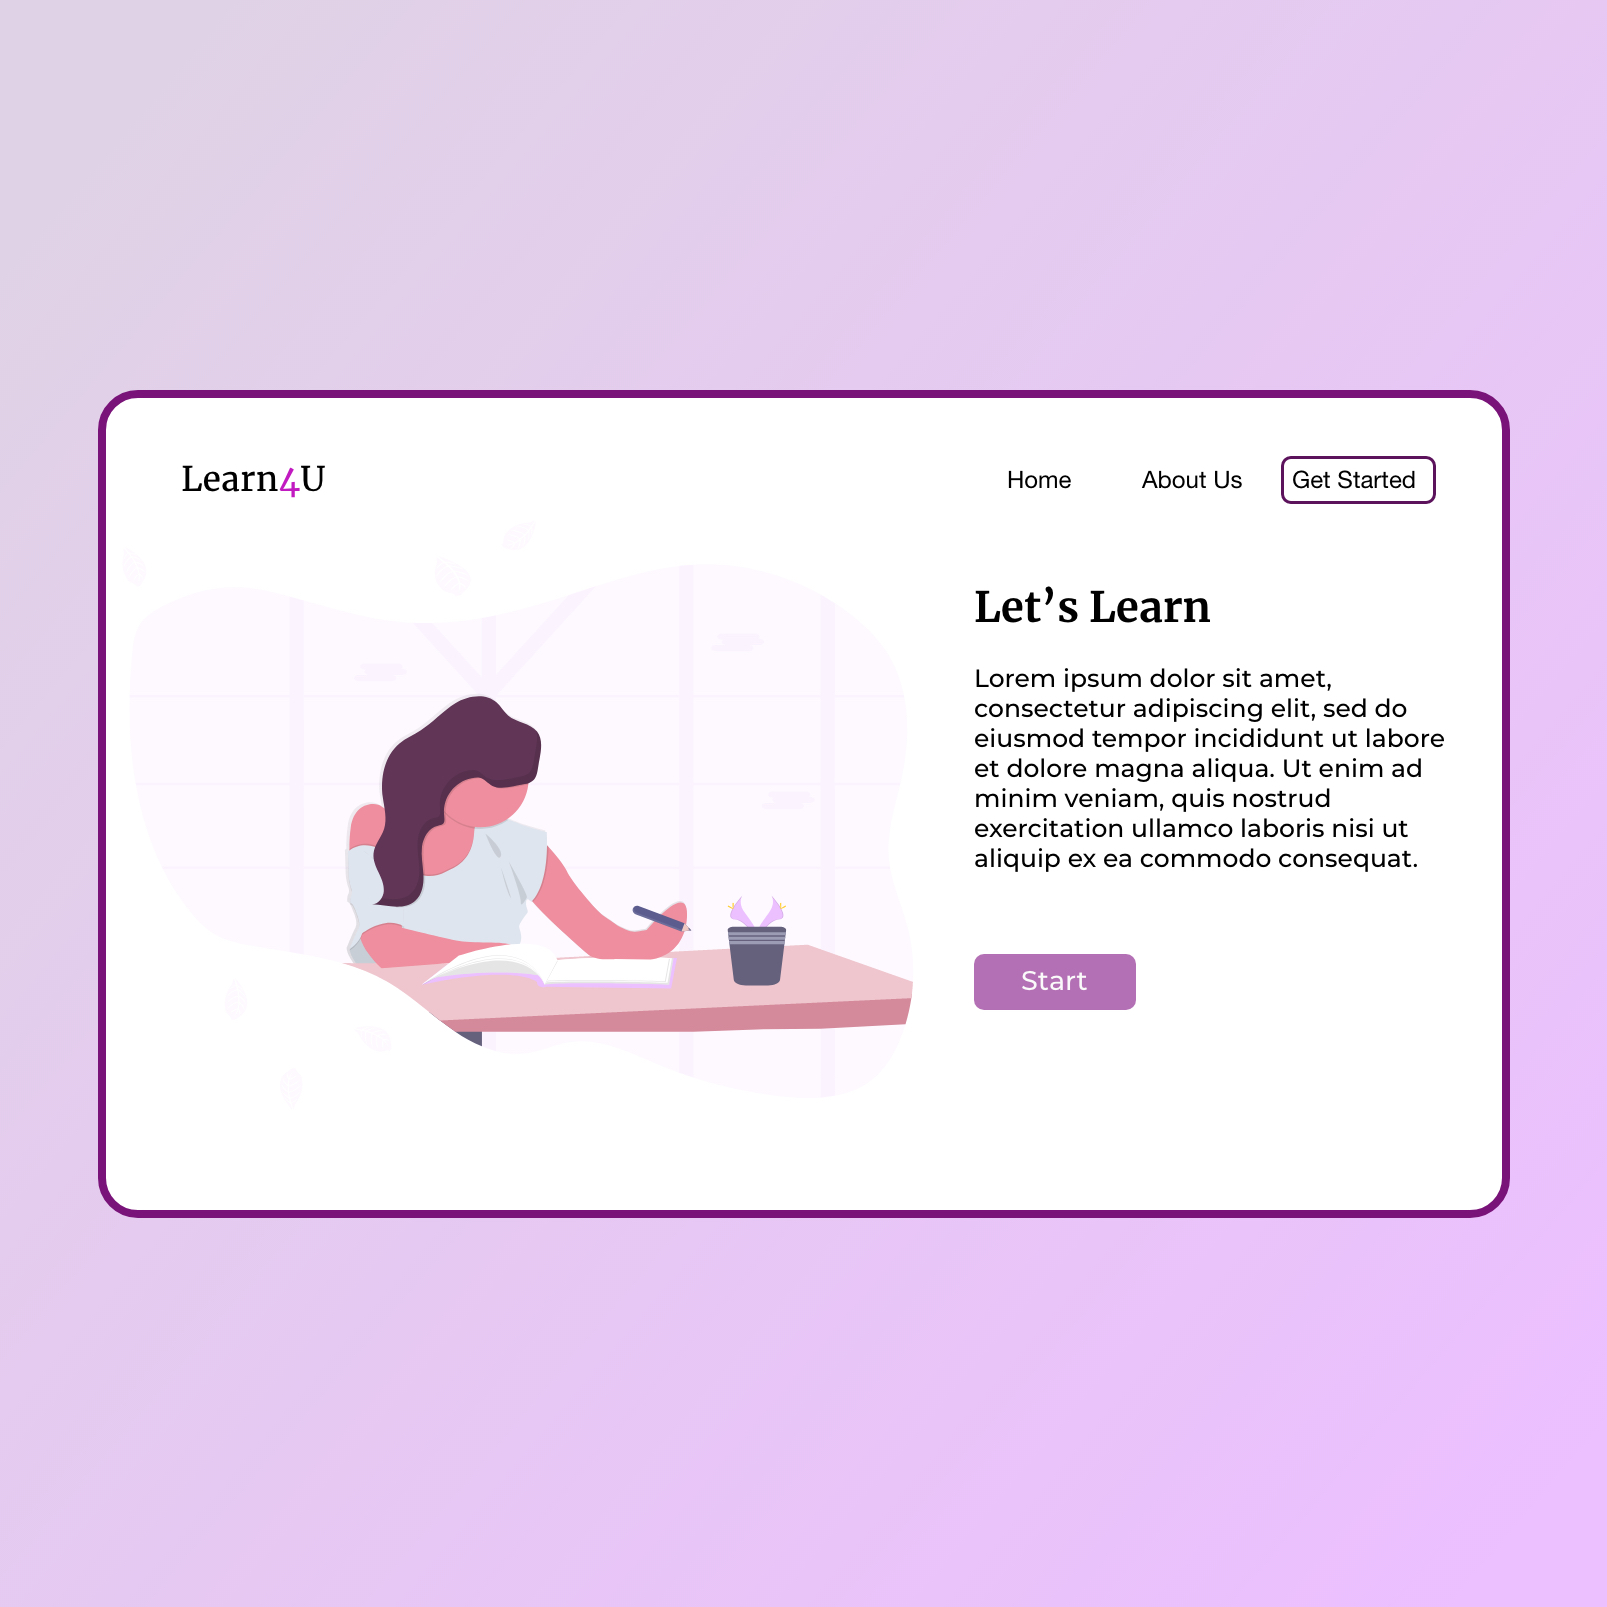 Learn4U
Home
About Us
Get Started
Let’s Learn
Lorem ipsum dolor sit amet,
consectetur adipiscing elit, sed do
eiusmod tempor incididunt ut labore
et dolore magna aliqua. Ut enim ad
minim veniam, quis nostrud
exercitation ullamco laboris nisi ut
aliquip ex ea commodo consequat.
Start